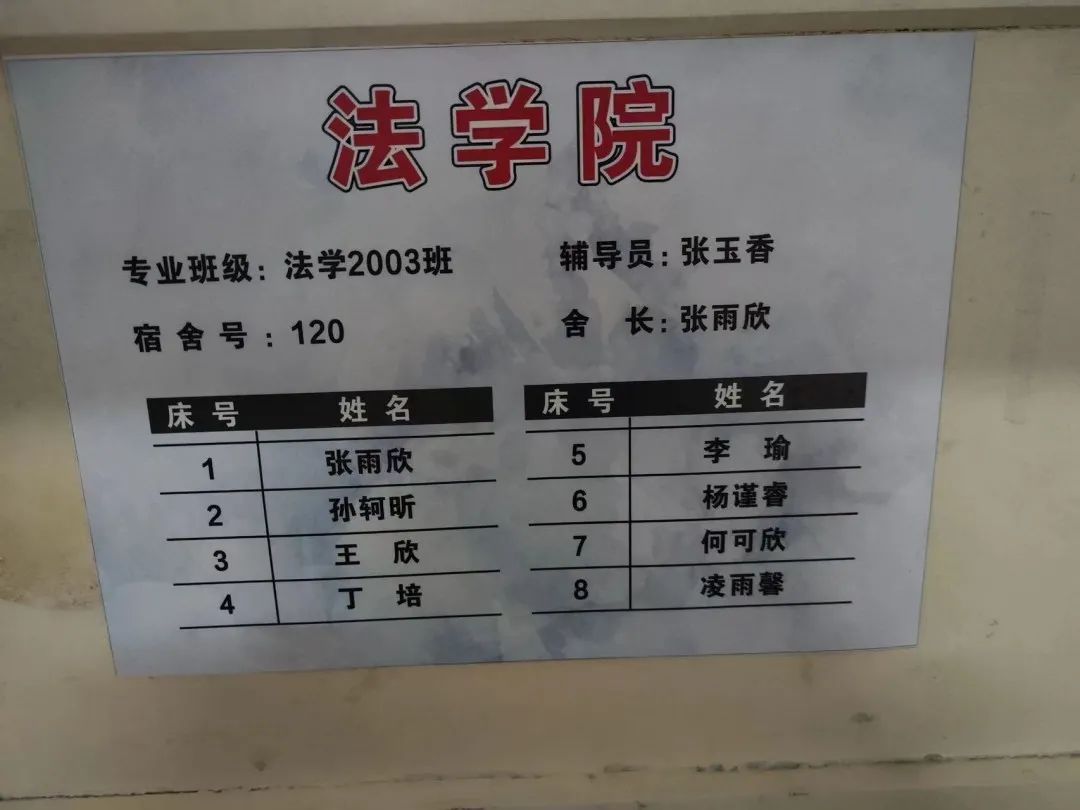 法学院
专业班级：法学2003班 辅导员：张玉香
宿舍号：120 舍 长：张雨欣
床号 姓名 床号 姓名
1 张雨欣 5 李 瑜
2 孙轲昕 6 杨谨睿
3 王 欣 7 何可欣
4 丁 培 8 凌雨馨